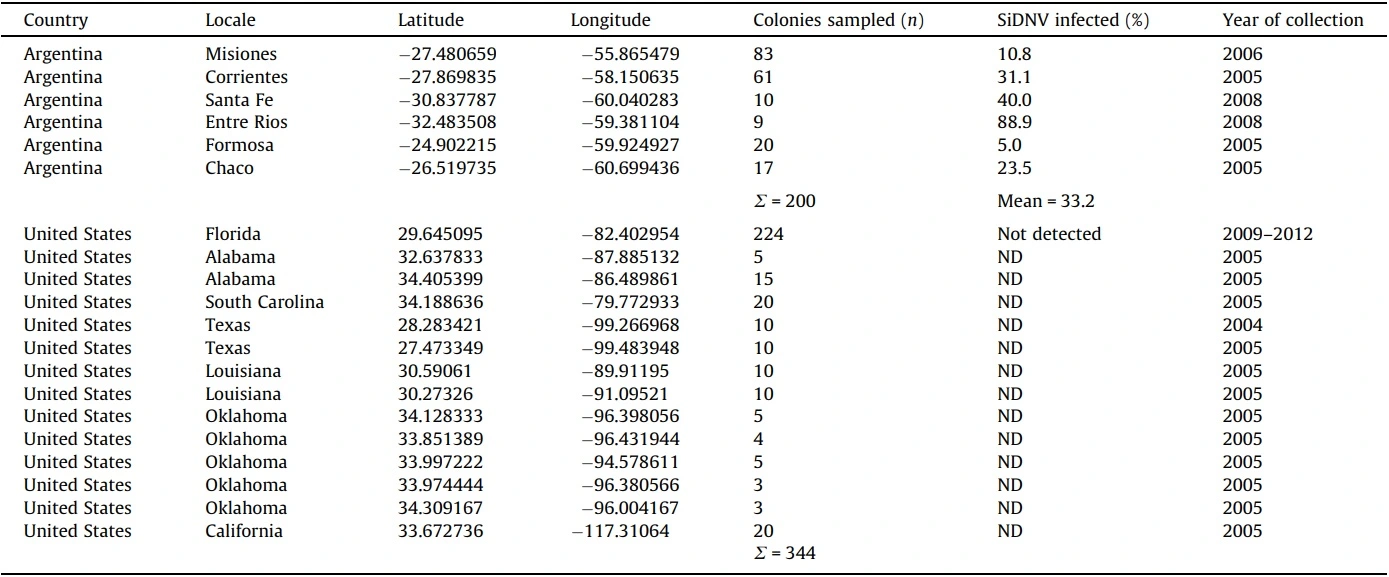 Country Locale Latitude Longitude Colonies sampled (n) SiDNV infected (%) Year of collection
Argentina Misiones −27.480659 −55.865479 83 10.8 2006
Argentina Corrientes −27.869835 −58.150635 61 31.1 2005
Argentina Santa Fe −30.837787 −60.040283 10 40.0 2008
Argentina Entre Rios −32.483508 −59.381104 9 88.9 2008
Argentina Formosa −24.902215 −59.924927 20 5.0 2005
Argentina Chaco −26.519735 −60.699436 17 23.5 2005
Σ = 200 Mean = 33.2
United States Florida 29.645095 −82.402954 224 Not detected 2009–2012
United States Alabama 32.637833 −87.885132 5 ND 2005
United States Alabama 34.405399 −86.489861 15 ND 2005
United States South Carolina 34.188636 −79.772933 20 ND 2005
United States Texas 28.283421 −99.266968 10 ND 2004
United States Texas 27.473349 −99.483948 10 ND 2005
United States Louisiana 30.59061 −89.91195 10 ND 2005
United States Louisiana 30.27326 −91.09521 10 ND 2005
United States Oklahoma 34.128333 −96.398056 5 ND 2005
United States Oklahoma 33.851389 −96.431944 4 ND 2005
United States Oklahoma 33.997222 −94.578611 5 ND 2005
United States Oklahoma 33.974444 −96.380566 3 ND 2005
United States Oklahoma 34.309167 −96.004167 3 ND 2005
United States California 33.672736 −117.31064 20 ND 2005
Σ = 344